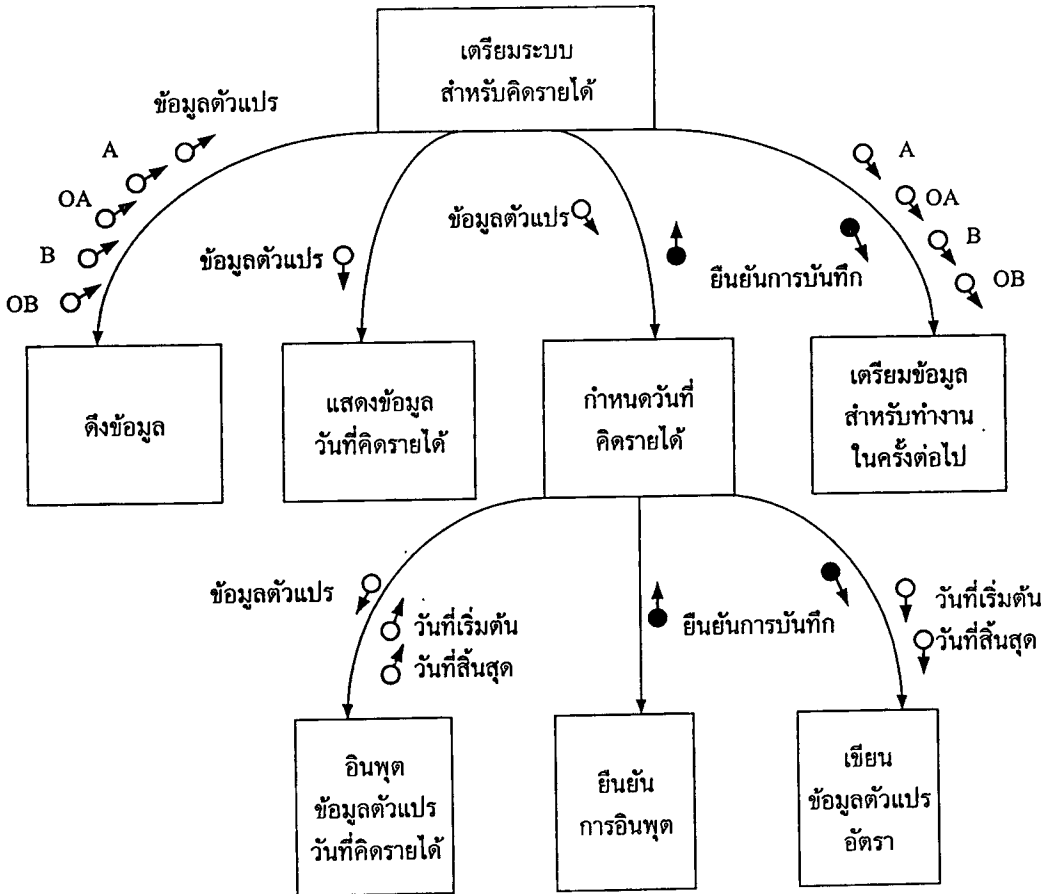 เตรียมระบบ
สำหรับคิดรายได้
ข้อมูลตัวแปร
A
OA
B
OB
ข้อมูลตัวแปร
ข้อมูลตัวแปร
ยืนยันการบันทึก
A
OA
B
OB
ดึงข้อมูล
แสดงข้อมูล
วันที่คิดรายได้
กำหนดวันที่
คิดรายได้
เตรียมข้อมูล
สำหรับทำงาน
ในครั้งต่อไป
ข้อมูลตัวแปร
วันที่เริ่มต้น
วันที่สิ้นสุด
ยืนยันการบันทึก
วันที่เริ่มต้น
วันที่สิ้นสุด
อินพุต
ข้อมูลตัวแปร
วันที่คิดรายได้
ยืนยัน
การอินพุต
เขียน
ข้อมูลตัวแปร
อัตรา